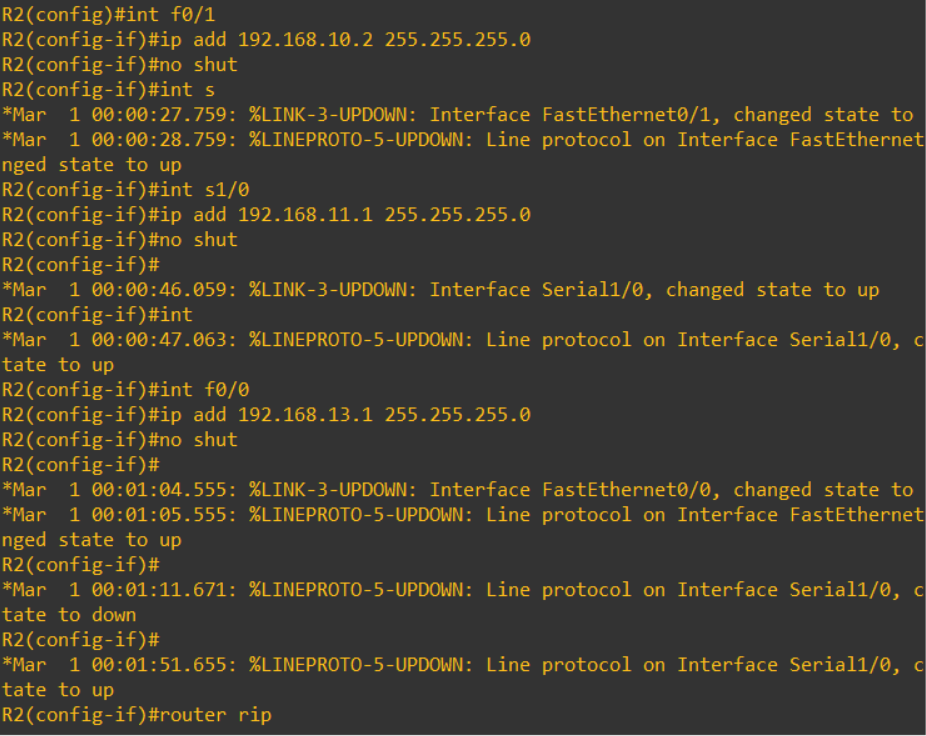 R2(config)#int f0/1
R2(config-if)#ip add 192.168.10.2 255.255.255.0
R2(config-if)#no shut
R2(config-if)#int s
*Mar  1 00:00:27.759: %LINK-3-UPDOWN: Interface FastEthernet0/1, changed state to
*Mar  1 00:00:28.759: %LINEPROTO-5-UPDOWN: Line protocol on Interface FastEthernet
nged state to up
R2(config-if)#int s1/0
R2(config-if)#ip add 192.168.11.1 255.255.255.0
R2(config-if)#no shut
R2(config-if)#
*Mar  1 00:00:46.059: %LINK-3-UPDOWN: Interface Serial1/0, changed state to up
R2(config-if)#int
*Mar  1 00:00:47.063: %LINEPROTO-5-UPDOWN: Line protocol on Interface Serial1/0, c
tate to up
R2(config-if)#int f0/0
R2(config-if)#ip add 192.168.13.1 255.255.255.0
R2(config-if)#no shut
R2(config-if)#
*Mar  1 00:01:04.555: %LINK-3-UPDOWN: Interface FastEthernet0/0, changed state to
*Mar  1 00:01:05.555: %LINEPROTO-5-UPDOWN: Line protocol on Interface FastEthernet
nged state to up
R2(config-if)#
*Mar  1 00:01:11.671: %LINEPROTO-5-UPDOWN: Line protocol on Interface Serial1/0, c
tate to down
R2(config-if)#
*Mar  1 00:01:51.655: %LINEPROTO-5-UPDOWN: Line protocol on Interface Serial1/0, c
tate to up
R2(config-if)#router rip